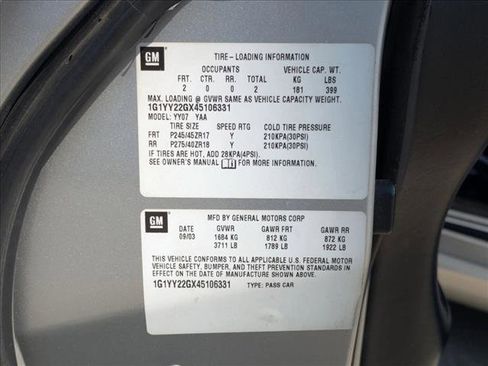 GM
TIRE-LOADING INFORMATION
OCCUPANTS VEHICLE CAP. WT.
FRT. CTR. RR. TOTAL KG LBS
2 0 0 2 181 399
MAX. LOADING @ GVWR SAME AS VEHICLE CAPACITY WEIGHT.
1G1YY22GX45106331
MODEL: YY07 YAA
TIRE SIZE SPEED RTG COLD TIRE PRESSURE
FRT P245/45ZR17 Y 210KPA(30PSI)
RR P275/40ZR18 Y 210KPA(30PSI)
IF TIRES ARE HOT, ADD 28KPA(4PSI).
SEE OWNER'S MANUAL FOR MORE INFORMATION.
GM
MFD BY GENERAL MOTORS CORP
DATE GVWR GAWR FRT GAWR RR
09/03 1684 KG 812 KG 872 KG
3711 LB 1789 LB 1922 LB
THIS VEHICLE CONFORMS TO ALL APPLICABLE U.S. FEDERAL MOTOR
VEHICLE SAFETY, BUMPER, AND THEFT PREVENTION STANDARDS IN
EFFECT ON THE DATE OF MANUFACTURE SHOWN ABOVE.
1G1YY22GX45106331 TYPE: PASS CAR